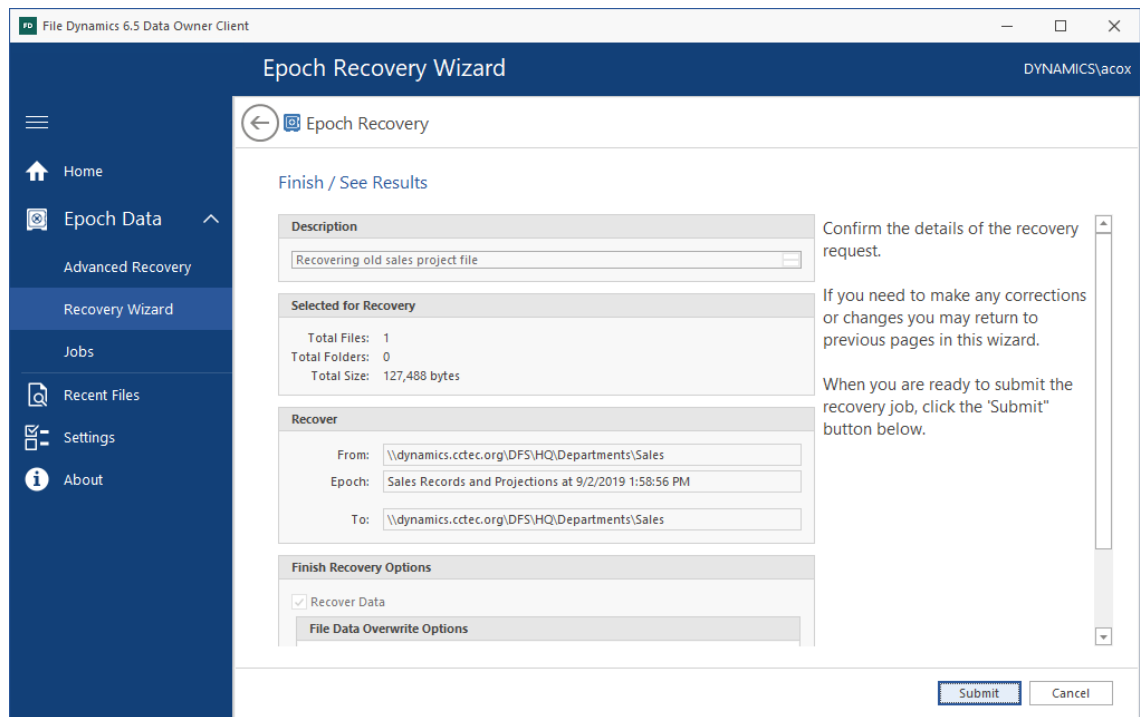 FD File Dynamics 6.5 Data Owner Client
Epoch Recovery Wizard
DYNAMICS\acox
Home
Epoch Data
Advanced Recovery
Recovery Wizard
Jobs
Recent Files
Settings
About
Epoch Recovery
Finish / See Results
Description
Recovering old sales project file
Selected for Recovery
Total Files: 1
Total Folders: 0
Total Size: 127,488 bytes
Recover
From: \\dynamics.cctec.org\DFS\HQ\Departments\Sales
Epoch: Sales Records and Projections at 9/2/2019 1:58:56 PM
To: \\dynamics.cctec.org\DFS\HQ\Departments\Sales
Finish Recovery Options
Recover Data
File Data Overwrite Options
Confirm the details of the recovery
request.
If you need to make any corrections
or changes you may return to
previous pages in this wizard.
When you are ready to submit the
recovery job, click the 'Submit"
button below.
Submit
Cancel